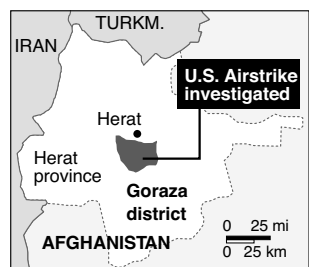 TURKM.
IRAN
U.S. Airstrike
investigated
Herat
Herat
province
Goraza
district
AFGHANISTAN
0 25 mi
0 25 km